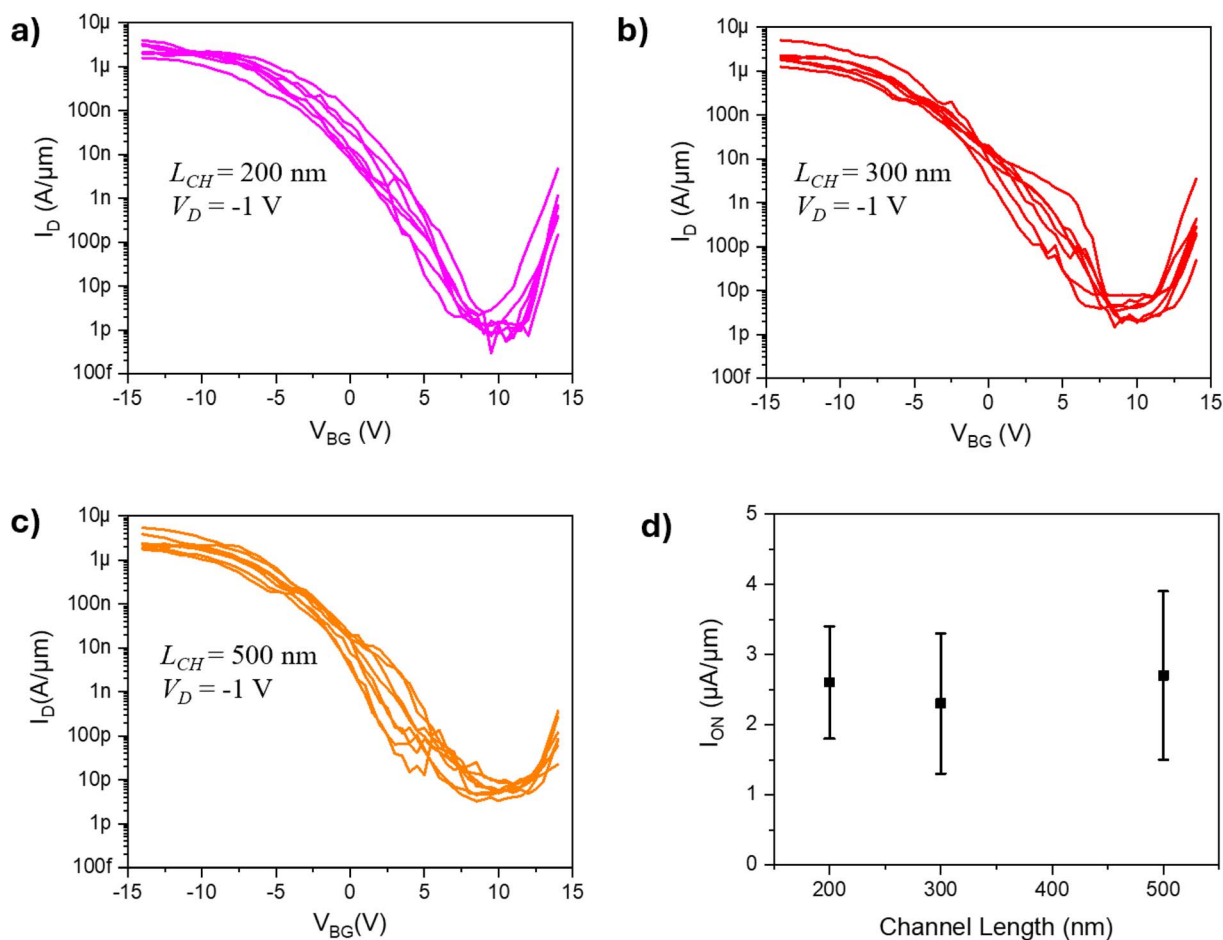 a)
10µ
1µ
100n
10n
1n
100p
10p
1p
100f
I_D (A/µm)
L_CH = 200 nm
V_D = -1 V
-15
-10
-5
0
5
10
15
V_BG (V)
b)
10µ
1µ
100n
10n
1n
100p
10p
1p
100f
I_D (A/µm)
L_CH = 300 nm
V_D = -1 V
-15
-10
-5
0
5
10
15
V_BG (V)
c)
10µ
1µ
100n
10n
1n
100p
10p
1p
100f
I_D(A/µm)
L_CH = 500 nm
V_D = -1 V
-15
-10
-5
0
5
10
15
V_BG(V)
d)
5
4
3
2
1
0
I_ON (µA/µm)
200
300
400
500
Channel Length (nm)